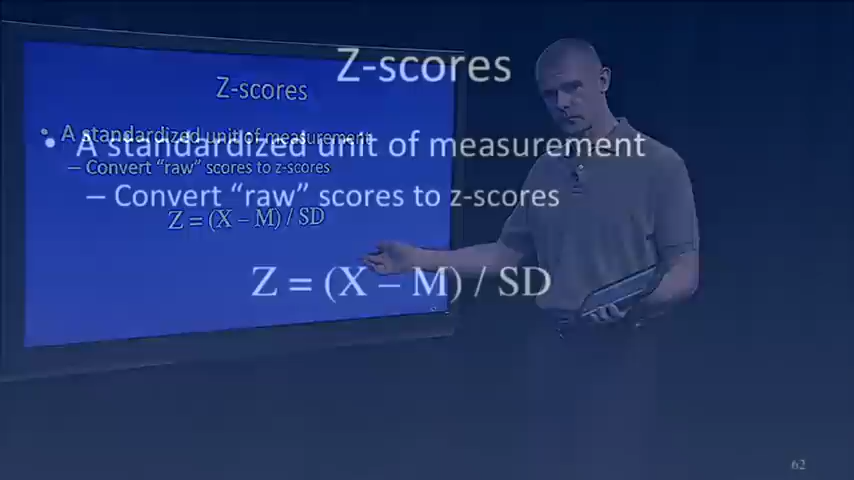 Z-scores
• A standardized unit of measurement
– Convert “raw” scores to z-scores
Z = (X – M) / SD
Z-scores
• A standardized unit of measurement
– Convert “raw” scores to z-scores
Z = (X – M) / SD
62